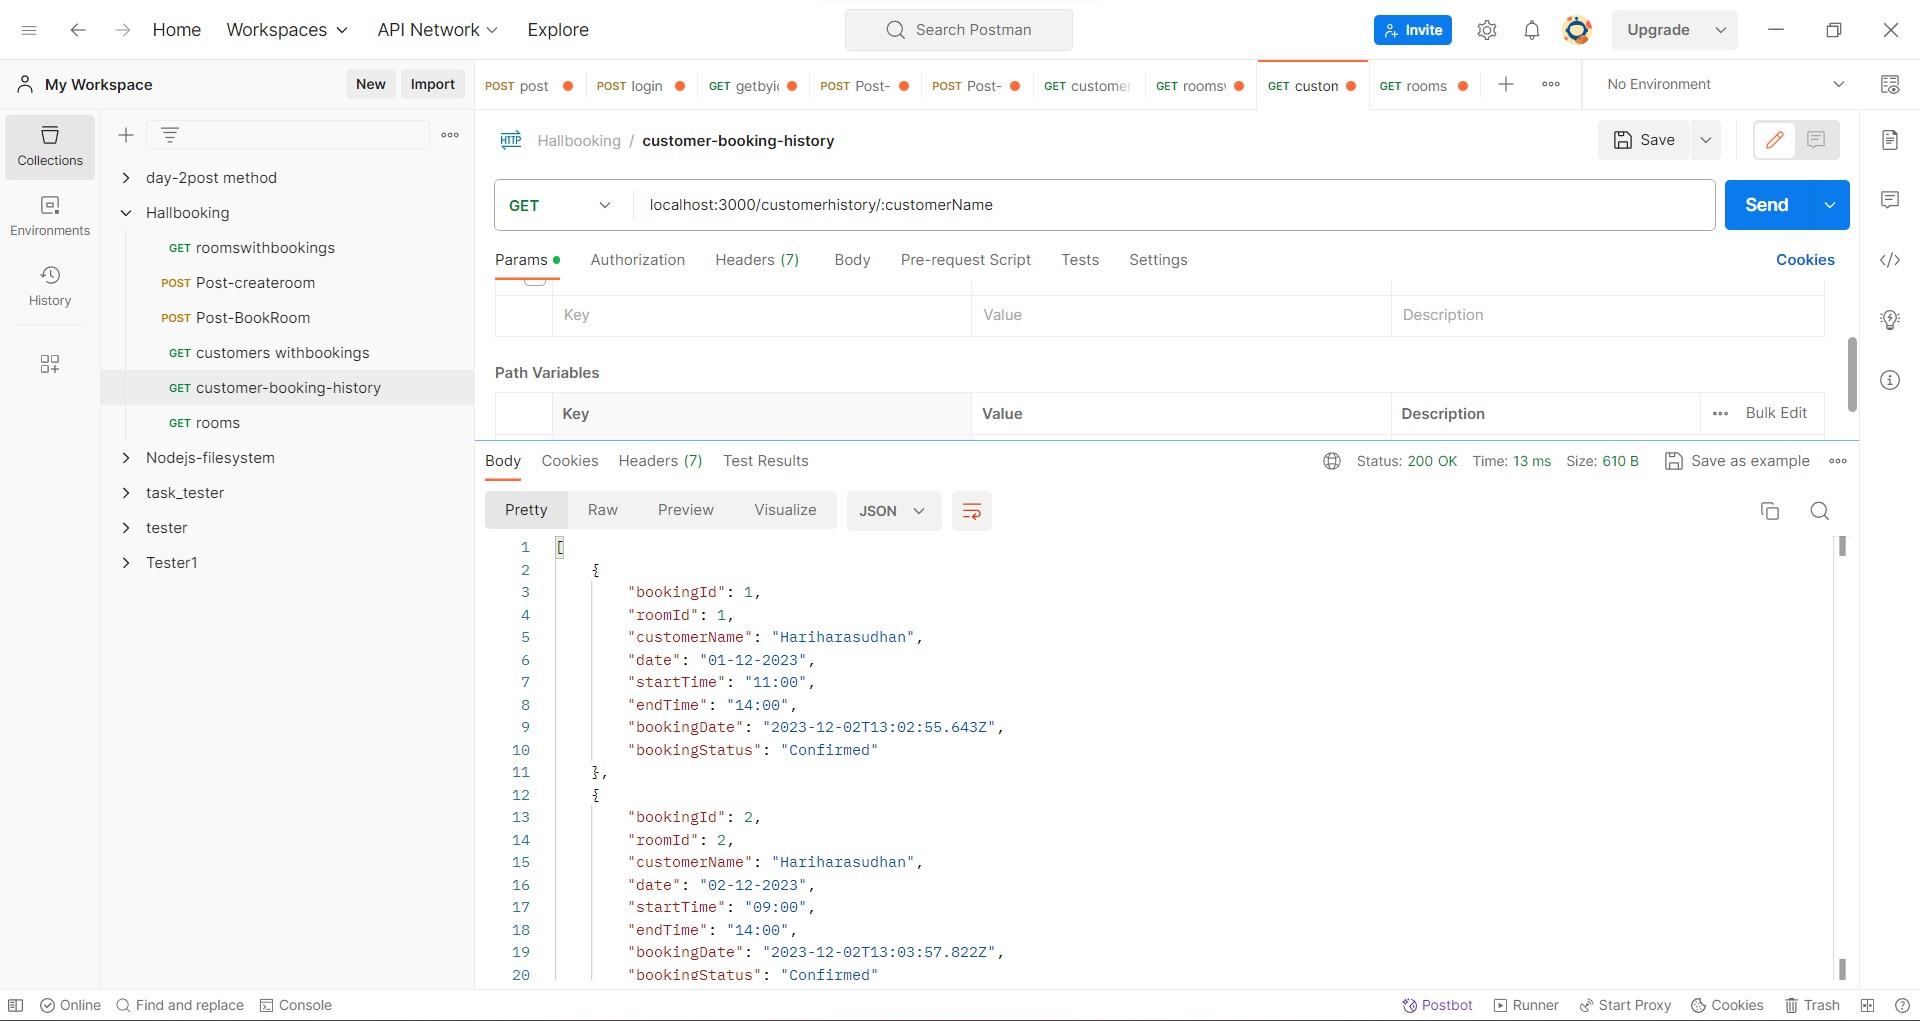 Home Workspaces API Network Explore Search Postman Invite Upgrade
My Workspace New Import
POST post POST login GET getbyi POST Post- POST Post- GET customer GET rooms GET custom GET rooms No Environment
Collections
Environments
History
day-2post method
Hallbooking
GET roomswithbookings
POST Post-createroom
POST Post-BookRoom
GET customers withbookings
GET customer-booking-history
GET rooms
Nodejs-filesystem
task_tester
tester
Tester1
HTTP Hallbooking / customer-booking-history Save
GET localhost:3000/customerhistory/:customerName Send
Params Authorization Headers (7) Body Pre-request Script Tests Settings Cookies
Key Value Description
Path Variables
Key Value Description Bulk Edit
Body Cookies Headers (7) Test Results Status: 200 OK Time: 13 ms Size: 610 B Save as example
Pretty Raw Preview Visualize JSON
1 [
2 {
3 "bookingId": 1,
4 "roomId": 1,
5 "customerName": "Hariharasudhan",
6 "date": "01-12-2023",
7 "startTime": "11:00",
8 "endTime": "14:00",
9 "bookingDate": "2023-12-02T13:02:55.643Z",
10 "bookingStatus": "Confirmed"
11 },
12 {
13 "bookingId": 2,
14 "roomId": 2,
15 "customerName": "Hariharasudhan",
16 "date": "02-12-2023",
17 "startTime": "09:00",
18 "endTime": "14:00",
19 "bookingDate": "2023-12-02T13:03:57.822Z",
20 "bookingStatus": "Confirmed"
Online Find and replace Console Postbot Runner Start Proxy Cookies Trash